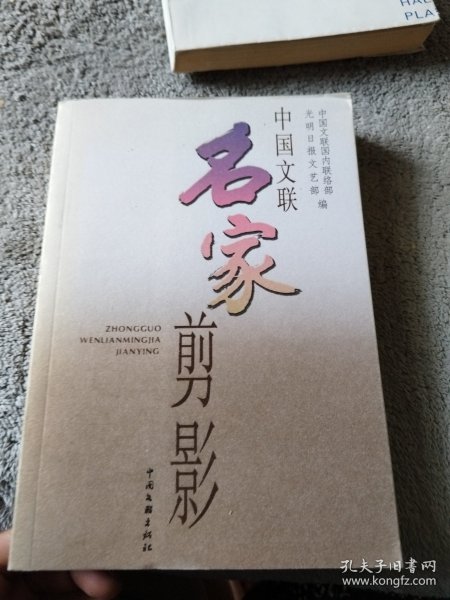 HAL
PLA
中国文联国内联络部
光明日报文艺部
编
中国文联
名家
剪影
ZHONGGUO
WENLIANMINGJIA
JIANYING
中国文联出版社
孔夫子旧书网
www.kongfz.com